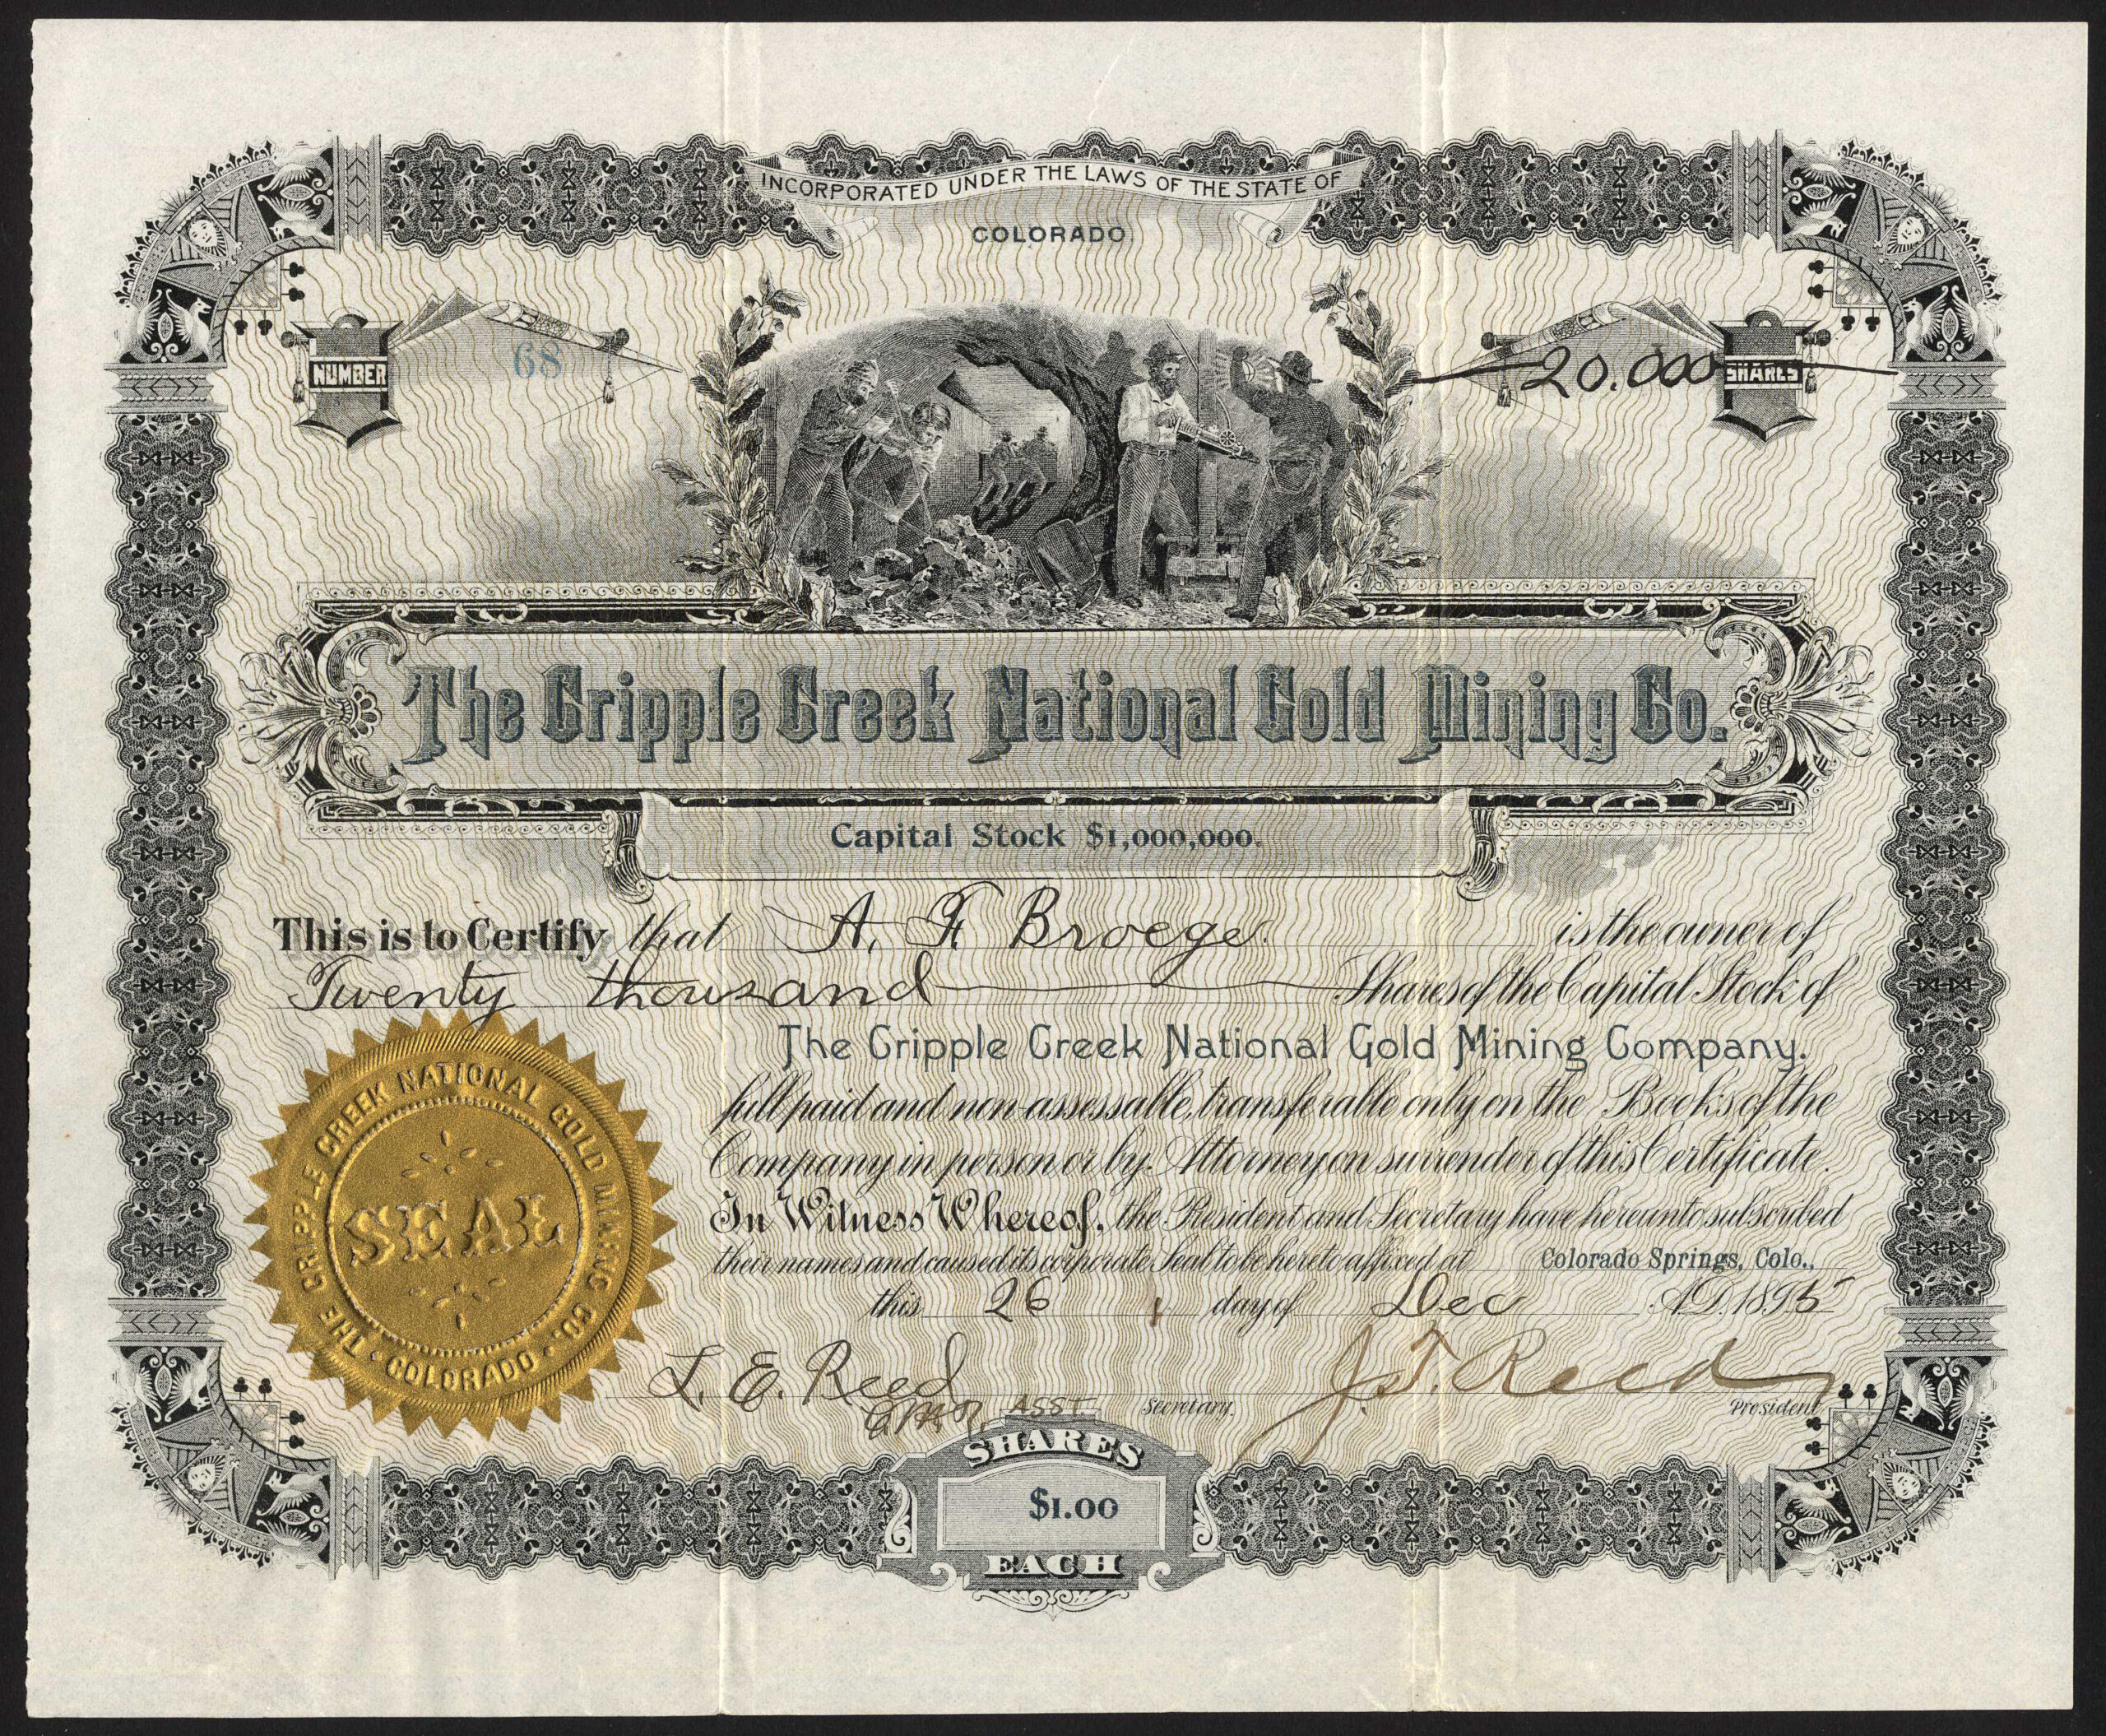 INCORPORATED UNDER THE LAWS OF THE STATE OF
COLORADO.
NUMBER 68
20.000 SHARES
The Cripple Creek National Gold Mining Co.
Capital Stock $1,000,000.
This is to Certify that A. F. Broege is the owner of
Twenty thousand Shares of the Capital Stock of
The Cripple Creek National Gold Mining Company.
full paid and non-assessable, transferable only on the Books of the
Company in person or by Attorney on surrender of this Certificate.
In Witness Whereof, the President and Secretary have hereunto subscribed
their names and caused its corporate Seal to be hereto affixed at Colorado Springs, Colo.,
this 26 day of Dec A.D. 1895
L. E. Reed
ASST. Secretary.
J. T. Reed
President
THE CRIPPLE CREEK NATIONAL GOLD MINING CO.
SEAL
COLORADO
SHARES
$1.00
EACH